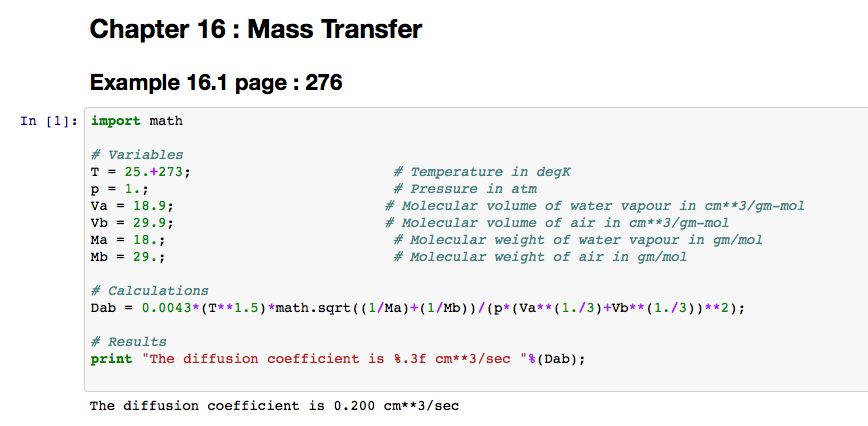 Chapter 16 : Mass Transfer
Example 16.1 page : 276
In [1]: import math
# Variables
T = 25.+273; # Temperature in degK
p = 1.; # Pressure in atm
Va = 18.9; # Molecular volume of water vapour in cm**3/gm-mol
Vb = 29.9; # Molecular volume of air in cm**3/gm-mol
Ma = 18.; # Molecular weight of water vapour in gm/mol
Mb = 29.; # Molecular weight of air in gm/mol
# Calculations
Dab = 0.0043*(T**1.5)*math.sqrt((1/Ma)+(1/Mb))/(p*(Va**(1./3)+Vb**(1./3))**2);
# Results
print "The diffusion coefficient is %.3f cm**3/sec "%(Dab);
The diffusion coefficient is 0.200 cm**3/sec